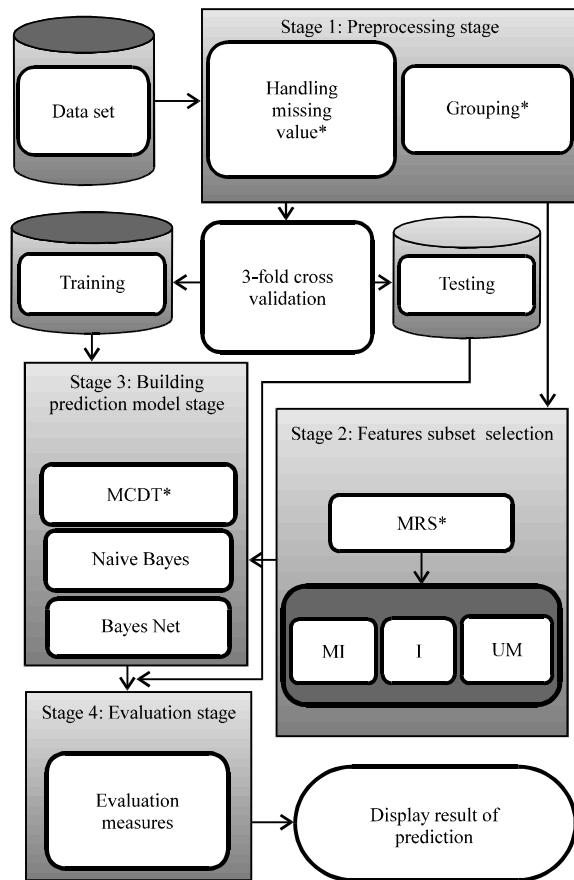 Stage 1: Preprocessing stage
Data set
Handling
missing
value*
Grouping*
Training
3-fold cross
validation
Testing
Stage 3: Building
prediction model stage
MCDT*
Naive Bayes
Bayes Net
Stage 2: Features subset selection
MRS*
MI
I
UM
Stage 4: Evaluation stage
Evaluation
measures
Display result of
prediction